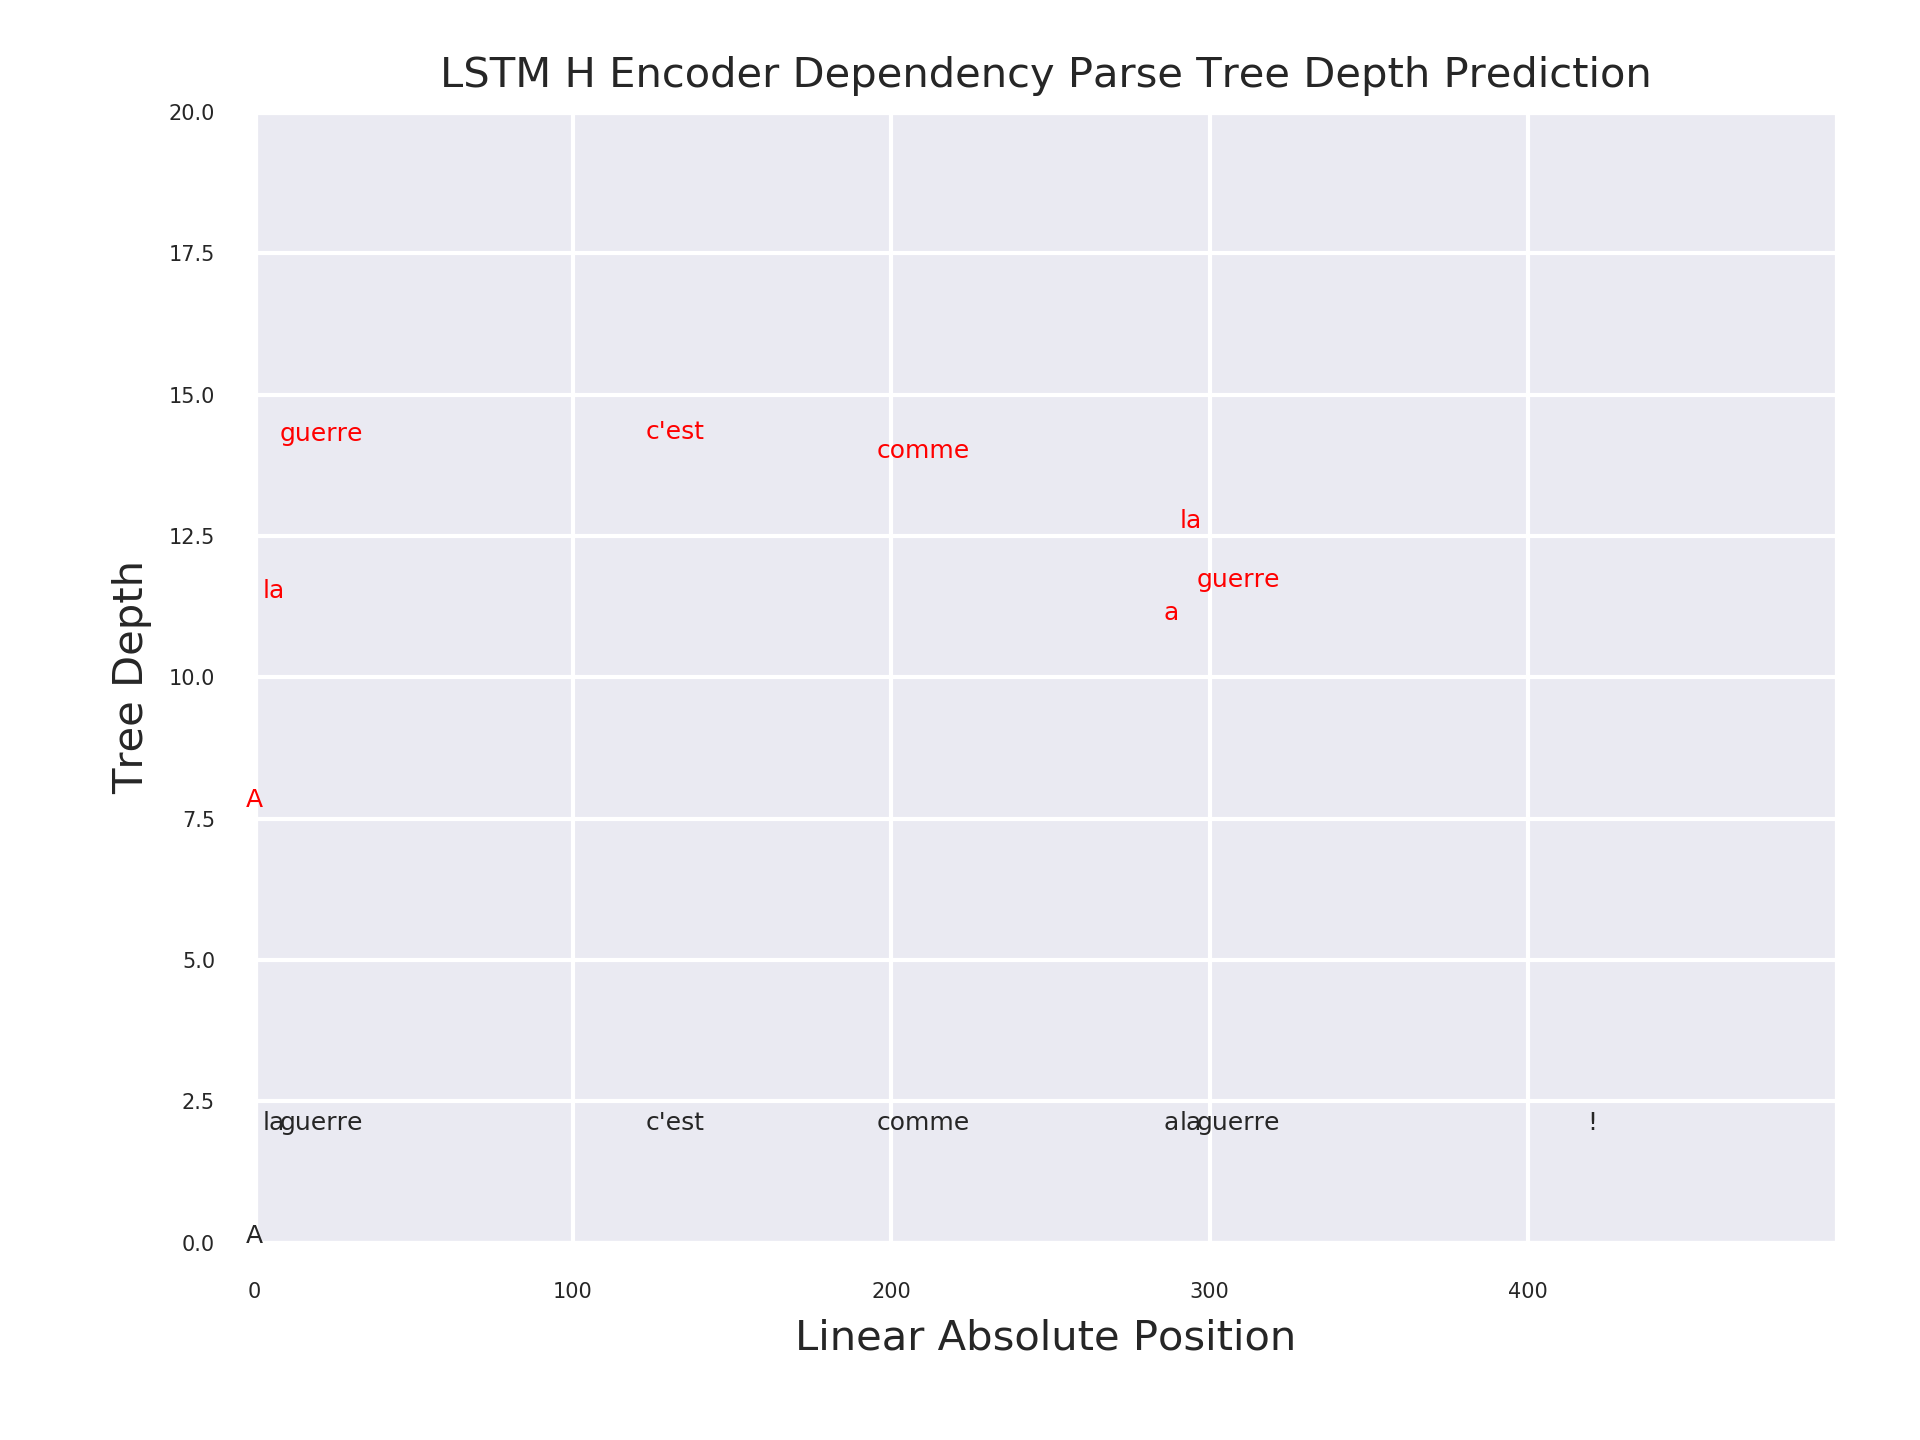 LSTM H Encoder Dependency Parse Tree Depth Prediction
20.0
17.5
15.0
guerre c'est comme
la
12.5
la guerre
a
10.0
A
7.5
5.0
2.5
la guerre c'est comme a la guerre !
A
0.0
0 100 200 300 400
Tree Depth
Linear Absolute Position